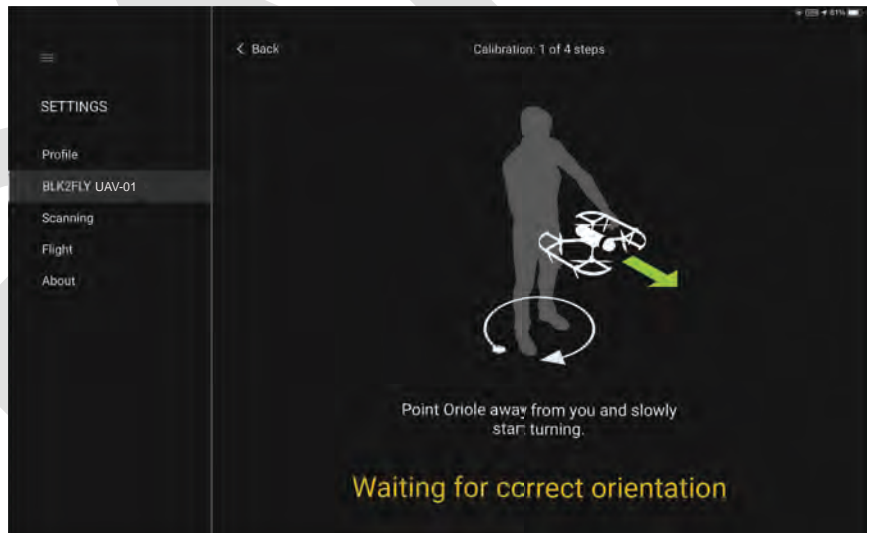 81%
Back
Calibration: 1 of 4 steps
SETTINGS
Profile
BLK2FLY UAV-01
Scanning
Flight
About
Point Oriole away from you and slowly
start turning.
Waiting for correct orientation